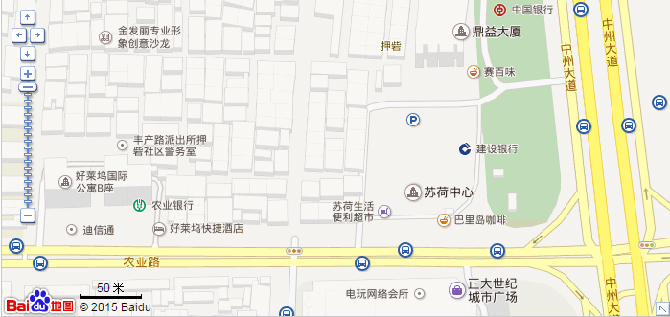 中国银行
金发丽专业形
象创意沙龙
鼎益大厦
押砦
中州大道
中州大道
赛百味
P
丰产路派出所押
砦社区警务室
建设银行
好莱坞国际
公寓B座
苏荷中心
农业银行
苏荷生活
便利超市
巴里岛咖啡
迪信通
好莱坞快捷酒店
农业路
中州大道
中州大道
50 米
电玩网络会所
二大世纪
城市广场
Bai 地图
© 2015 Baidu